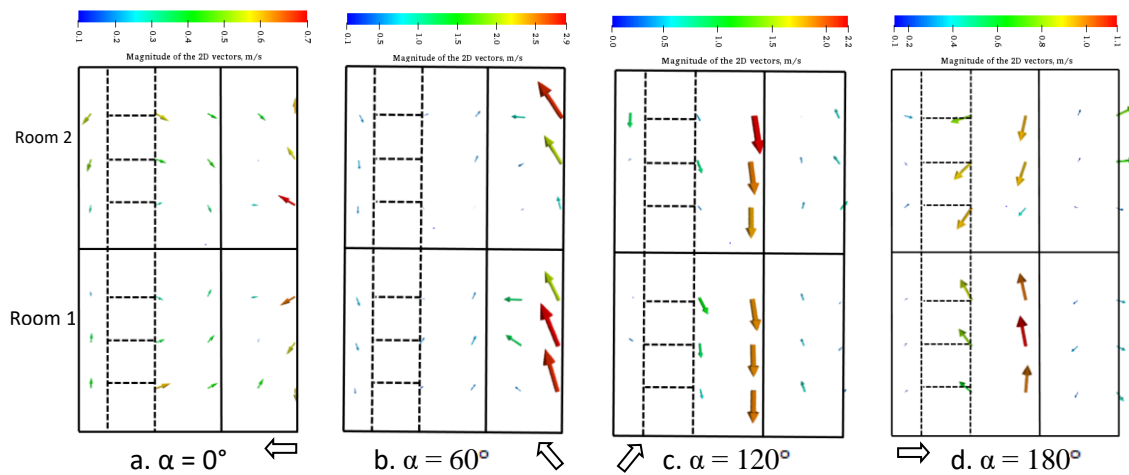 0.1 0.2 0.3 0.4 0.5 0.7
Magnitude of the 2D vectors, m/s
0.1 0.5 1.0 1.5 2.0 2.5 2.9
Magnitude of the 2D vectors, m/s
0.0 0.5 1.0 1.5 2.2
Magnitude of the 2D vectors, m/s
0.1 0.2 0.4 0.6 0.8 1.0 1.1
Magnitude of the 2D vectors, m/s
Room 2
Room 1
a. α = 0°
b. α = 60°
c. α = 120°
d. α = 180°